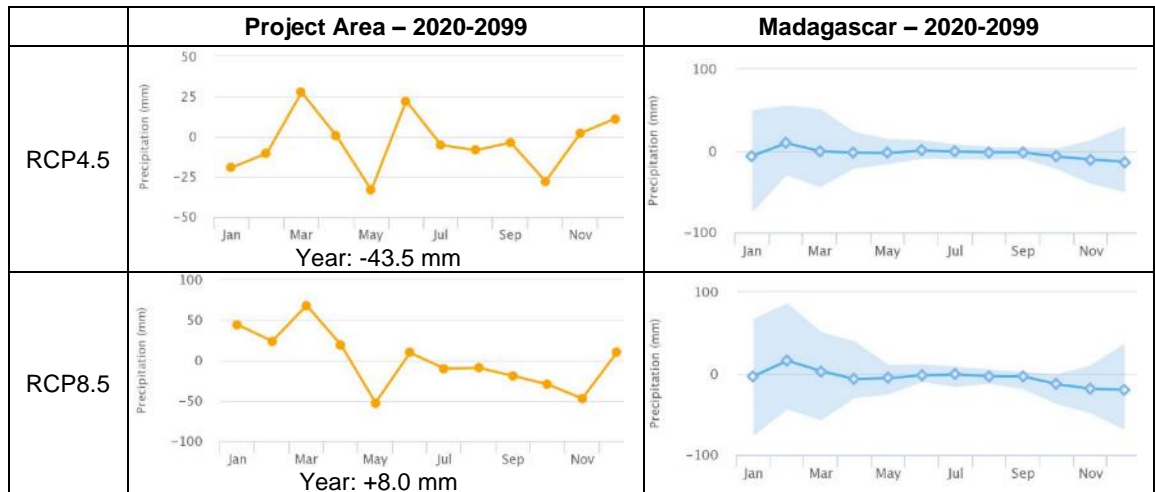 Project Area – 2020-2099
Madagascar – 2020-2099
RCP4.5
Precipitation (mm)
50
25
0
−25
−50
Jan Mar May Jul Sep Nov
Year: -43.5 mm
Precipitation (mm)
100
0
−100
Jan Mar May Jul Sep Nov
RCP8.5
Precipitation (mm)
100
50
0
−50
−100
Jan Mar May Jul Sep Nov
Year: +8.0 mm
Precipitation (mm)
100
0
−100
Jan Mar May Jul Sep Nov